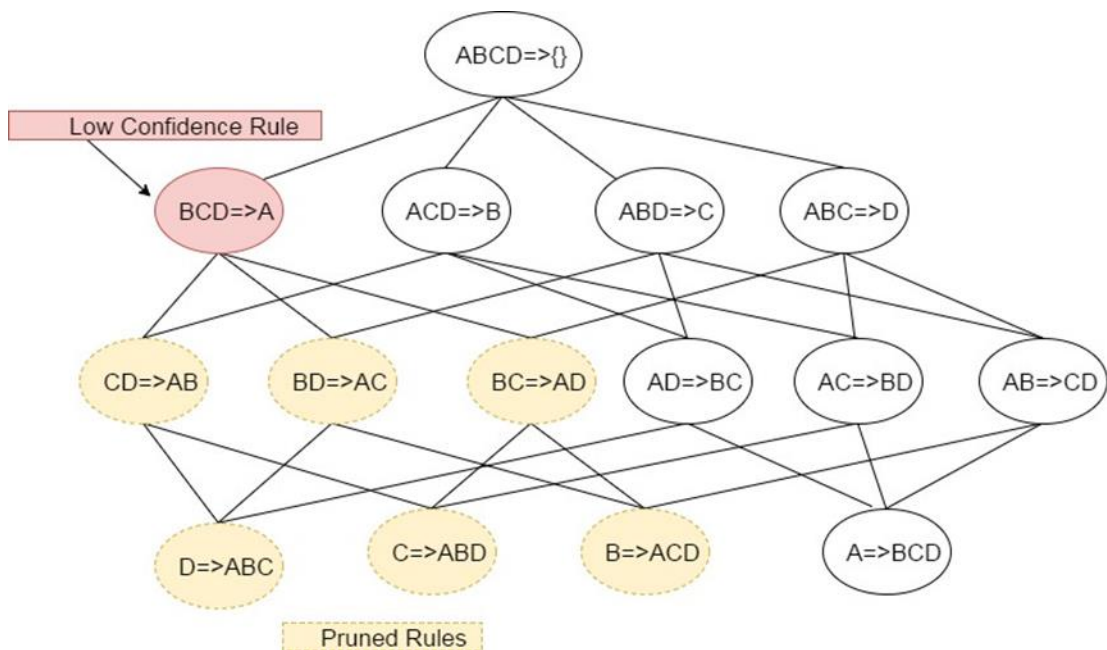 ABCD=>{}
Low Confidence Rule
BCD=>A
ACD=>B
ABD=>C
ABC=>D
CD=>AB
BD=>AC
BC=>AD
AD=>BC
AC=>BD
AB=>CD
D=>ABC
C=>ABD
B=>ACD
A=>BCD
Pruned Rules